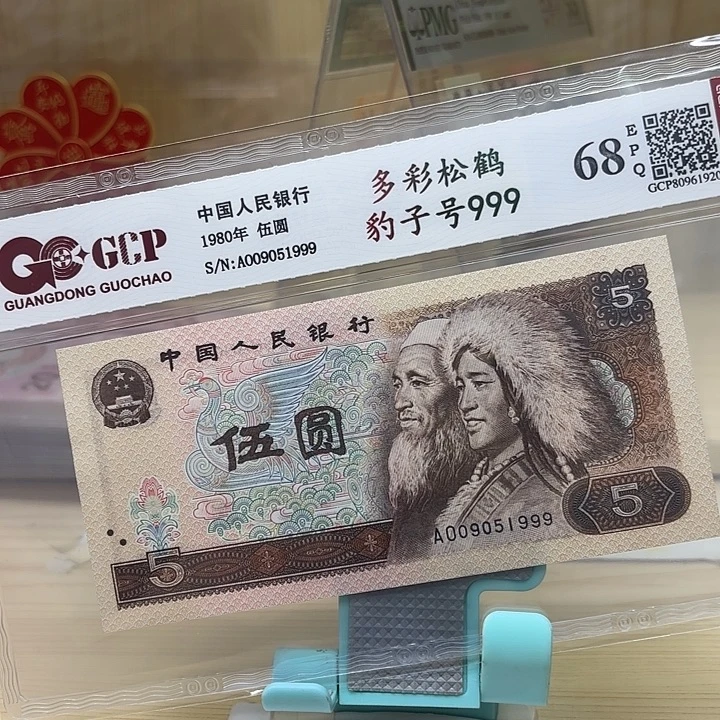 PMG
GCP
GUANGDONG GUOCHAO
中国人民银行
1980年 伍圆
S/N:A009051999
多彩松鹤
豹子号999
68
EPQ
GCP8096192
中国人民银行
伍圆
5
5
5
A009051999